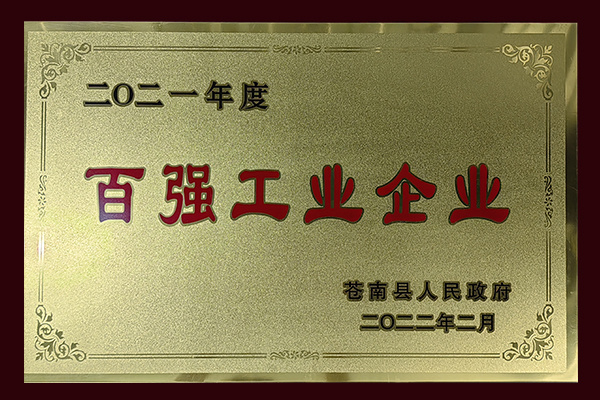 二〇二一年度
百强工业企业
苍南县人民政府
二〇二二年二月